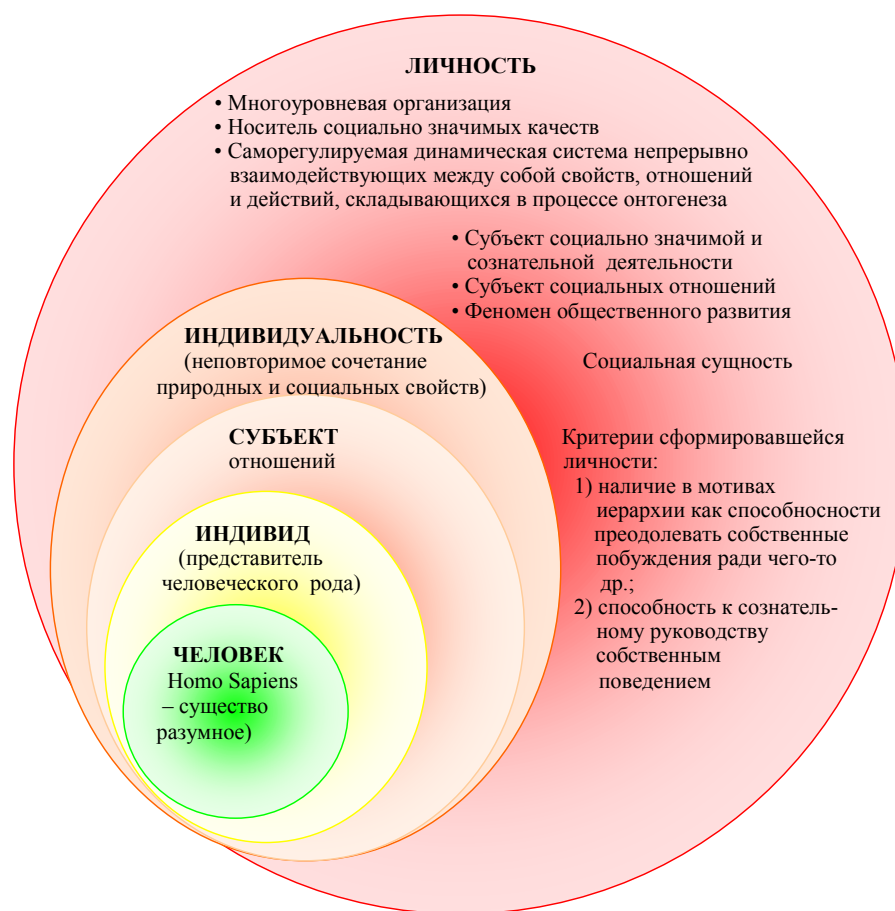 ЛИЧНОСТЬ
• Многоуровневая организация
• Носитель социально значимых качеств
• Саморегулируемая динамическая система непрерывно
взаимодействующих между собой свойств, отношений
и действий, складывающихся в процессе онтогенеза
• Субъект социально значимой и
сознательной деятельности
• Субъект социальных отношений
• Феномен общественного развития
ИНДИВИДУАЛЬНОСТЬ
(неповторимое сочетание
природных и социальных свойств)
Социальная сущность
СУБЪЕКТ
отношений
Критерии сформировавшейся
личности:
1) наличие в мотивах
иерархии как способносности
преодолевать собственные
побуждения ради чего-то
др.;
2) способность к сознатель-
ному руководству
собственным
поведением
ИНДИВИД
(представитель
человеческого рода)
ЧЕЛОВЕК
Homo Sapiens
– существо
разумное)